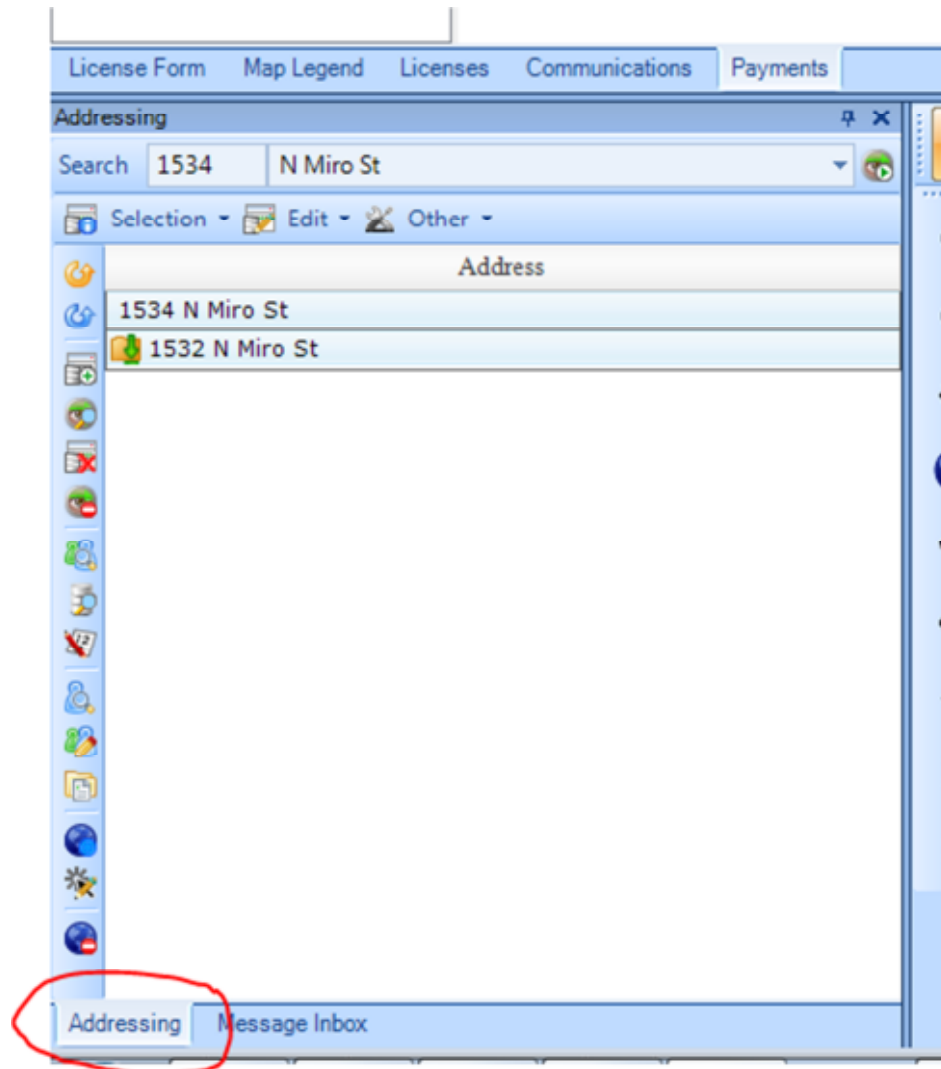 License Form Map Legend Licenses Communications Payments
Addressing
Search 1534 N Miro St
Selection Edit Other
Address
1534 N Miro St
1532 N Miro St
Addressing Message Inbox